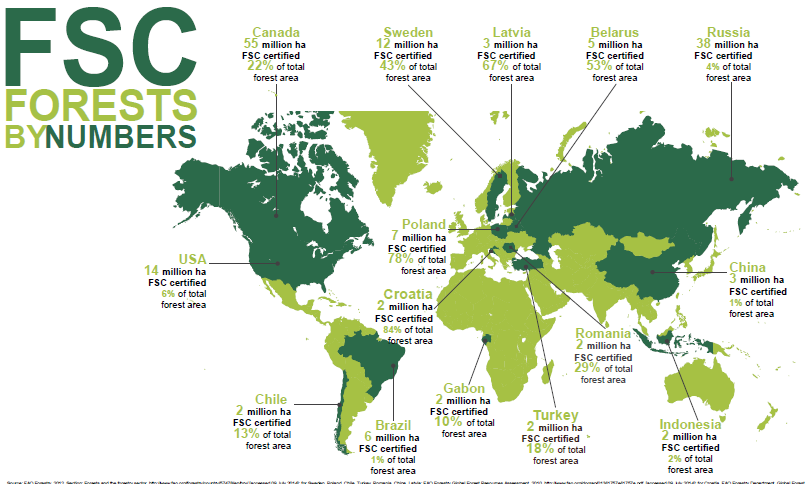 FSC
FORESTS
BYNUMBERS
Canada
55 million ha
FSC certified
22% of total
forest area
Sweden
12 million ha
FSC certified
43% of total
forest area
Latvia
3 million ha
FSC certified
67% of total
forest area
Belarus
5 million ha
FSC certified
53% of total
forest area
Russia
38 million ha
FSC certified
4% of total
forest area
Poland
7 million ha
FSC certified
78% of total
forest area
USA
14 million ha
FSC certified
6% of total
forest area
China
3 million ha
FSC certified
1% of total
forest area
Croatia
2 million ha
FSC certified
84% of total
forest area
Romania
2 million ha
FSC certified
29% of total
forest area
Gabon
2 million ha
FSC certified
10% of total
forest area
Turkey
2 million ha
FSC certified
18% of total
forest area
Chile
2 million ha
FSC certified
13% of total
forest area
Brazil
6 million ha
FSC certified
1% of total
forest area
Indonesia
2 million ha
FSC certified
2% of total
forest area